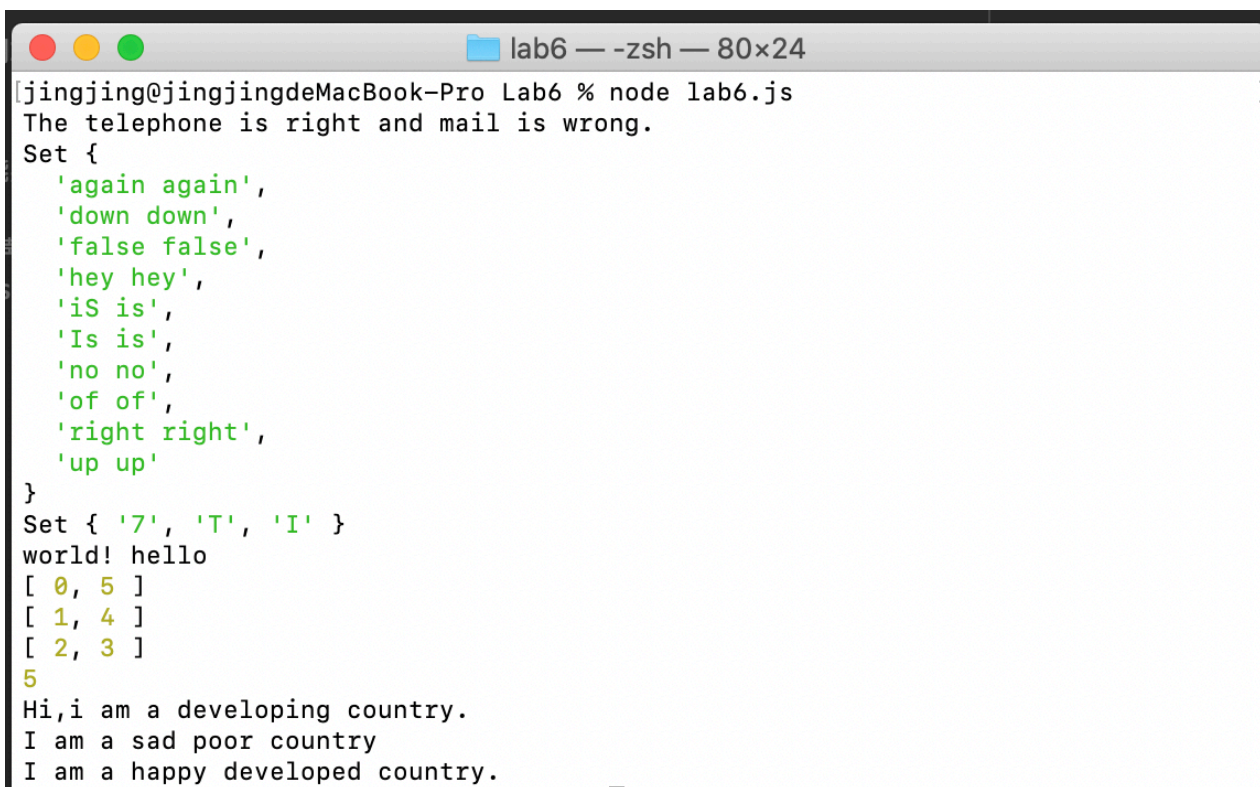 lab6 — -zsh — 80×24
[jingjing@jingjingdeMacBook-Pro Lab6 % node lab6.js
The telephone is right and mail is wrong.
Set {
  'again again',
  'down down',
  'false false',
  'hey hey',
  'iS is',
  'Is is',
  'no no',
  'of of',
  'right right',
  'up up'
}
Set { '7', 'T', 'I' }
world! hello
[ 0, 5 ]
[ 1, 4 ]
[ 2, 3 ]
5
Hi,i am a developing country.
I am a sad poor country
I am a happy developed country.